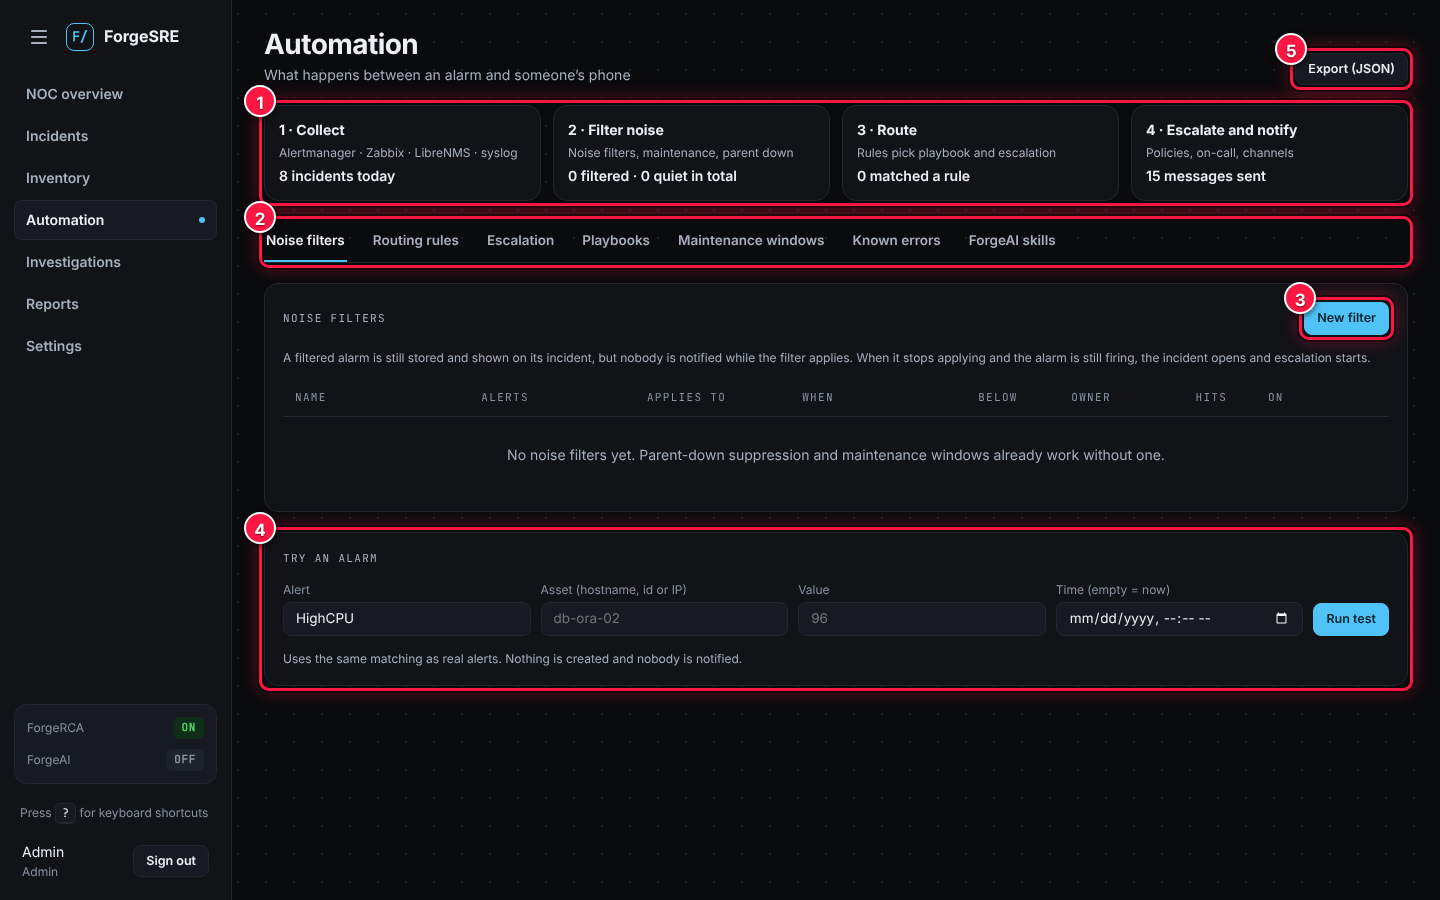 F/ ForgeSRE
NOC overview
Incidents
Inventory
Automation
Investigations
Reports
Settings
ForgeRCA ON
ForgeAI OFF
Press ? for keyboard shortcuts
Admin
Admin
Sign out
Automation
What happens between an alarm and someone's phone
5
Export (JSON)
1
1 · Collect
Alertmanager · Zabbix · LibreNMS · syslog
8 incidents today
2 · Filter noise
Noise filters, maintenance, parent down
0 filtered · 0 quiet in total
3 · Route
Rules pick playbook and escalation
0 matched a rule
4 · Escalate and notify
Policies, on-call, channels
15 messages sent
2
Noise filters Routing rules Escalation Playbooks Maintenance windows Known errors ForgeAI skills
NOISE FILTERS
3
New filter
A filtered alarm is still stored and shown on its incident, but nobody is notified while the filter applies. When it stops applying and the alarm is still firing, the incident opens and escalation starts.
NAME ALERTS APPLIES TO WHEN BELOW OWNER HITS ON
No noise filters yet. Parent-down suppression and maintenance windows already work without one.
4
TRY AN ALARM
Alert Asset (hostname, id or IP) Value Time (empty = now)
HighCPU db-ora-02 96 mm/dd/yyyy, --:-- -- Run test
Uses the same matching as real alerts. Nothing is created and nobody is notified.